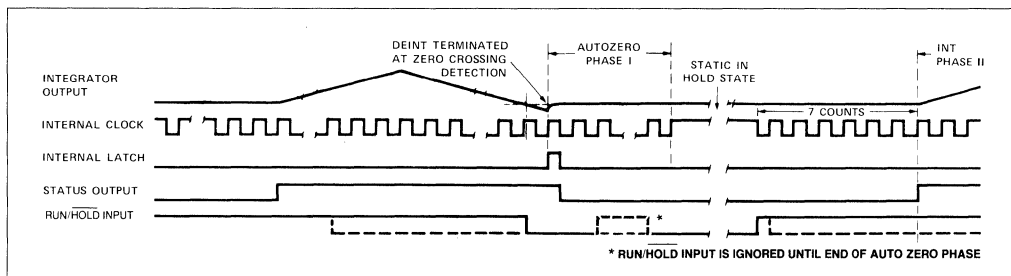 DEINT TERMINATED
AT ZERO CROSSING
DETECTION
AUTOZERO
PHASE I
STATIC IN
HOLD STATE
INT
PHASE II
INTEGRATOR
OUTPUT
INTERNAL CLOCK
7 COUNTS
INTERNAL LATCH
STATUS OUTPUT
RUN/HOLD INPUT
*
* RUN/HOLD INPUT IS IGNORED UNTIL END OF AUTO ZERO PHASE